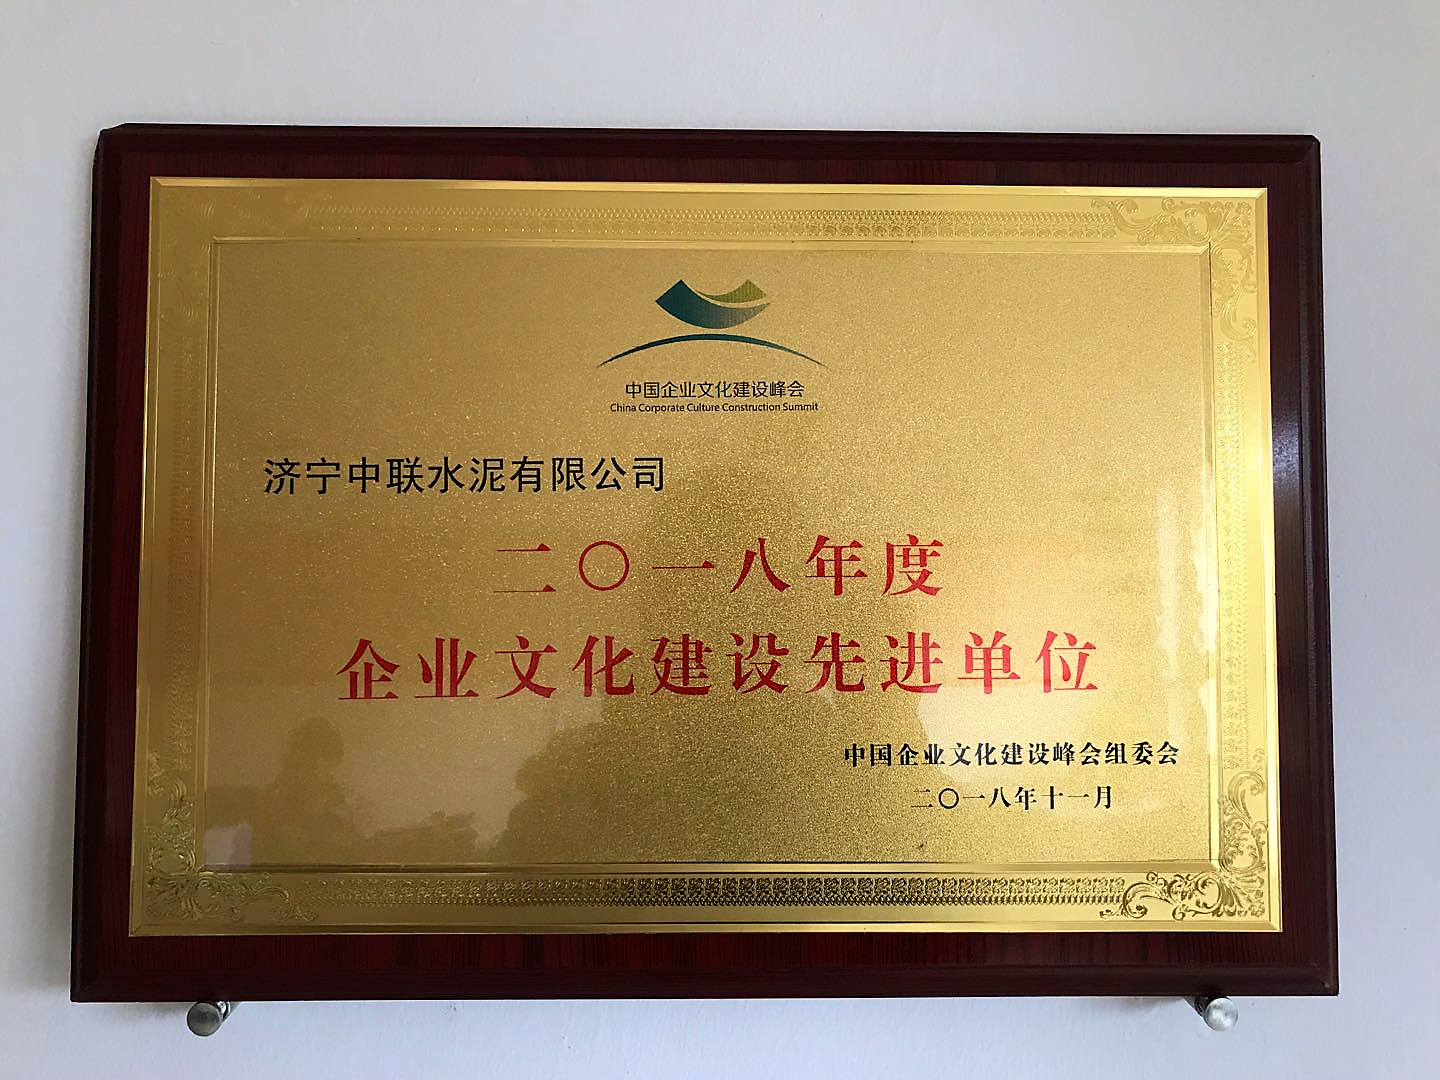 中国企业文化建设峰会
China Corporate Culture Construction Summit
济宁中联水泥有限公司
二〇一八年度
企业文化建设先进单位
中国企业文化建设峰会组委会
二〇一八年十一月